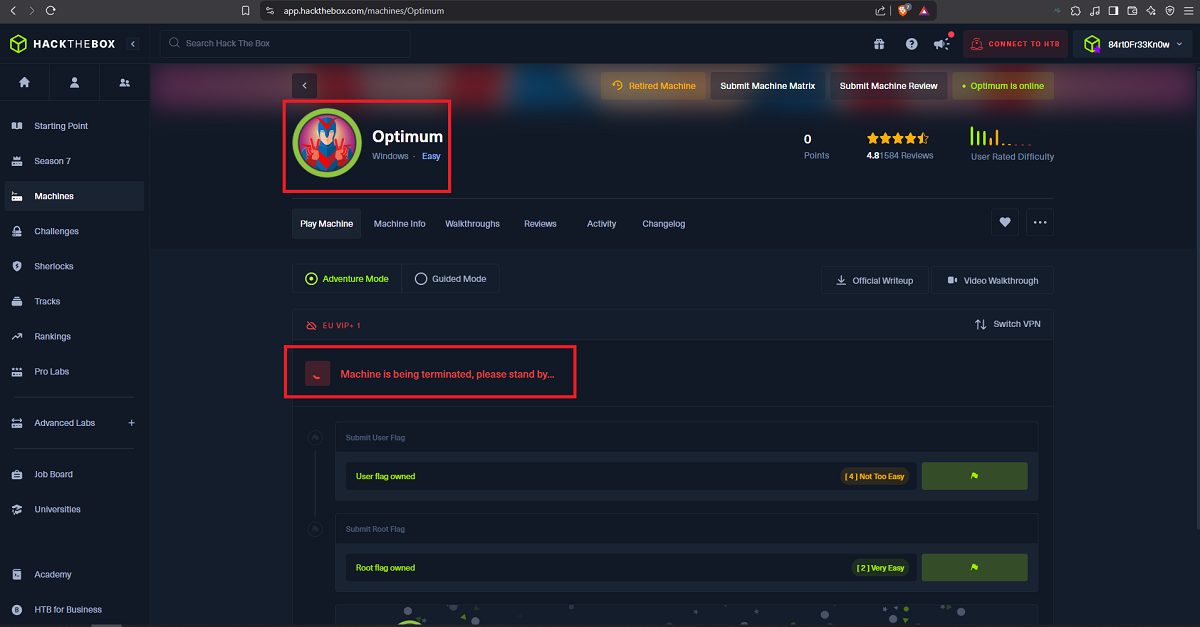 app.hackthebox.com/machines/Optimum
HACKTHEBOX
Search Hack The Box
CONNECT TO HTB
84rt0Fr33Kn0w
Starting Point
Season 7
Machines
Challenges
Sherlocks
Tracks
Rankings
Pro Labs
Advanced Labs +
Job Board
Universities
Academy
HTB for Business
Retired Machine
Submit Machine Matrix
Submit Machine Review
Optimum is online
Optimum
Windows · Easy
0
Points
4.8 1584 Reviews
User Rated Difficulty
Play Machine
Machine Info
Walkthroughs
Reviews
Activity
Changelog
Adventure Mode
Guided Mode
Official Writeup
Video Walkthrough
EU VIP+ 1
Switch VPN
Machine is being terminated, please stand by...
Submit User Flag
User flag owned
[ 4 ] Not Too Easy
Submit Root Flag
Root flag owned
[ 2 ] Very Easy